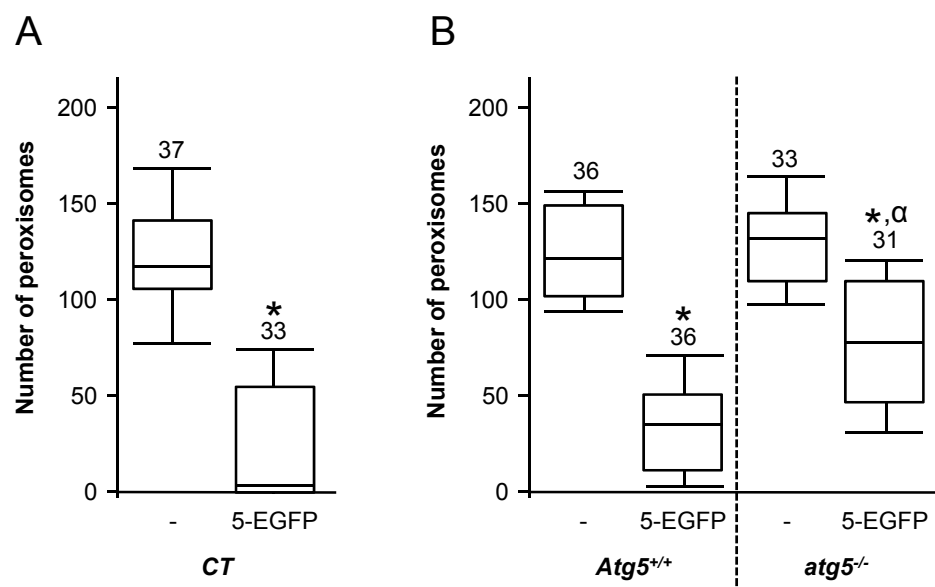 A
Number of peroxisomes
200
150
100
50
0
37
*
33
- 5-EGFP
CT
B
Number of peroxisomes
200
150
100
50
0
36
*
36
33
*,α
31
- 5-EGFP - 5-EGFP
Atg5+/+ atg5-/-